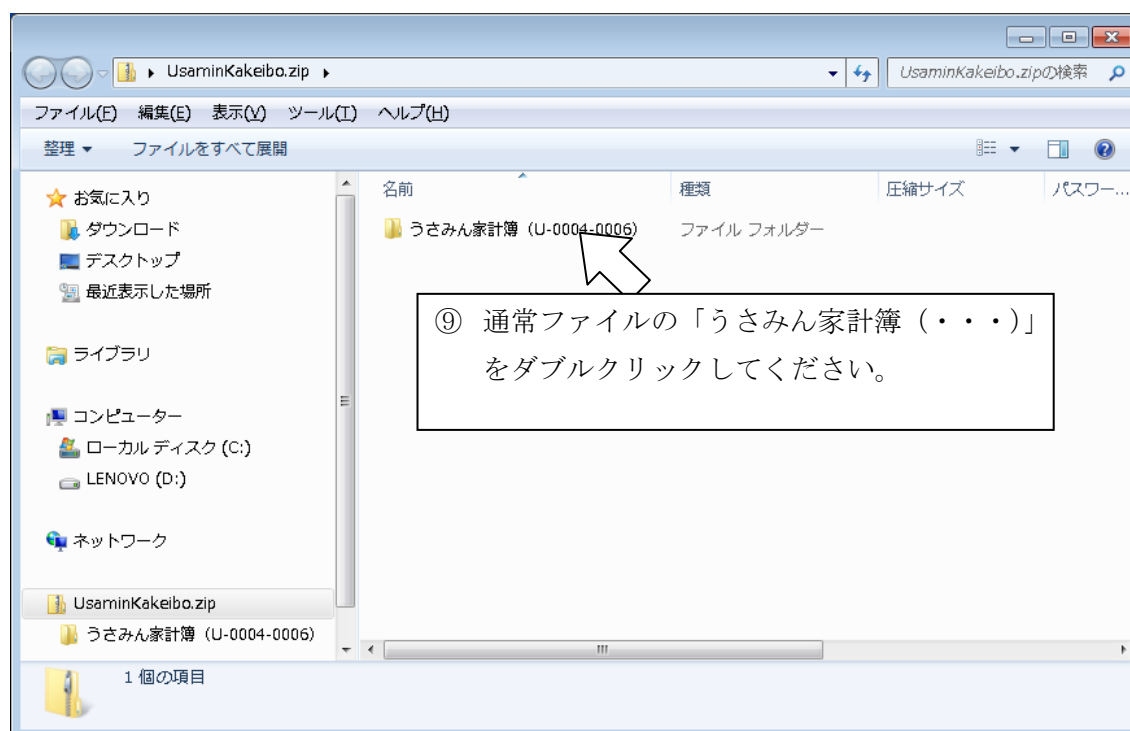 UsaminKakeibo.zip
UsaminKakeibo.zipの検索
ファイル(F) 編集(E) 表示(V) ツール(T) ヘルプ(H)
整理 ファイルをすべて展開
お気に入り
ダウンロード
デスクトップ
最近表示した場所
ライブラリ
コンピューター
ローカル ディスク (C:)
LENOVO (D:)
ネットワーク
UsaminKakeibo.zip
うさみん家計簿（U-0004-0006）
名前 種類 圧縮サイズ パスワー...
うさみん家計簿（U-0004-0006） ファイル フォルダー
⑨ 通常ファイルの「うさみん家計簿（・・・)」
をダブルクリックしてください。
1 個の項目